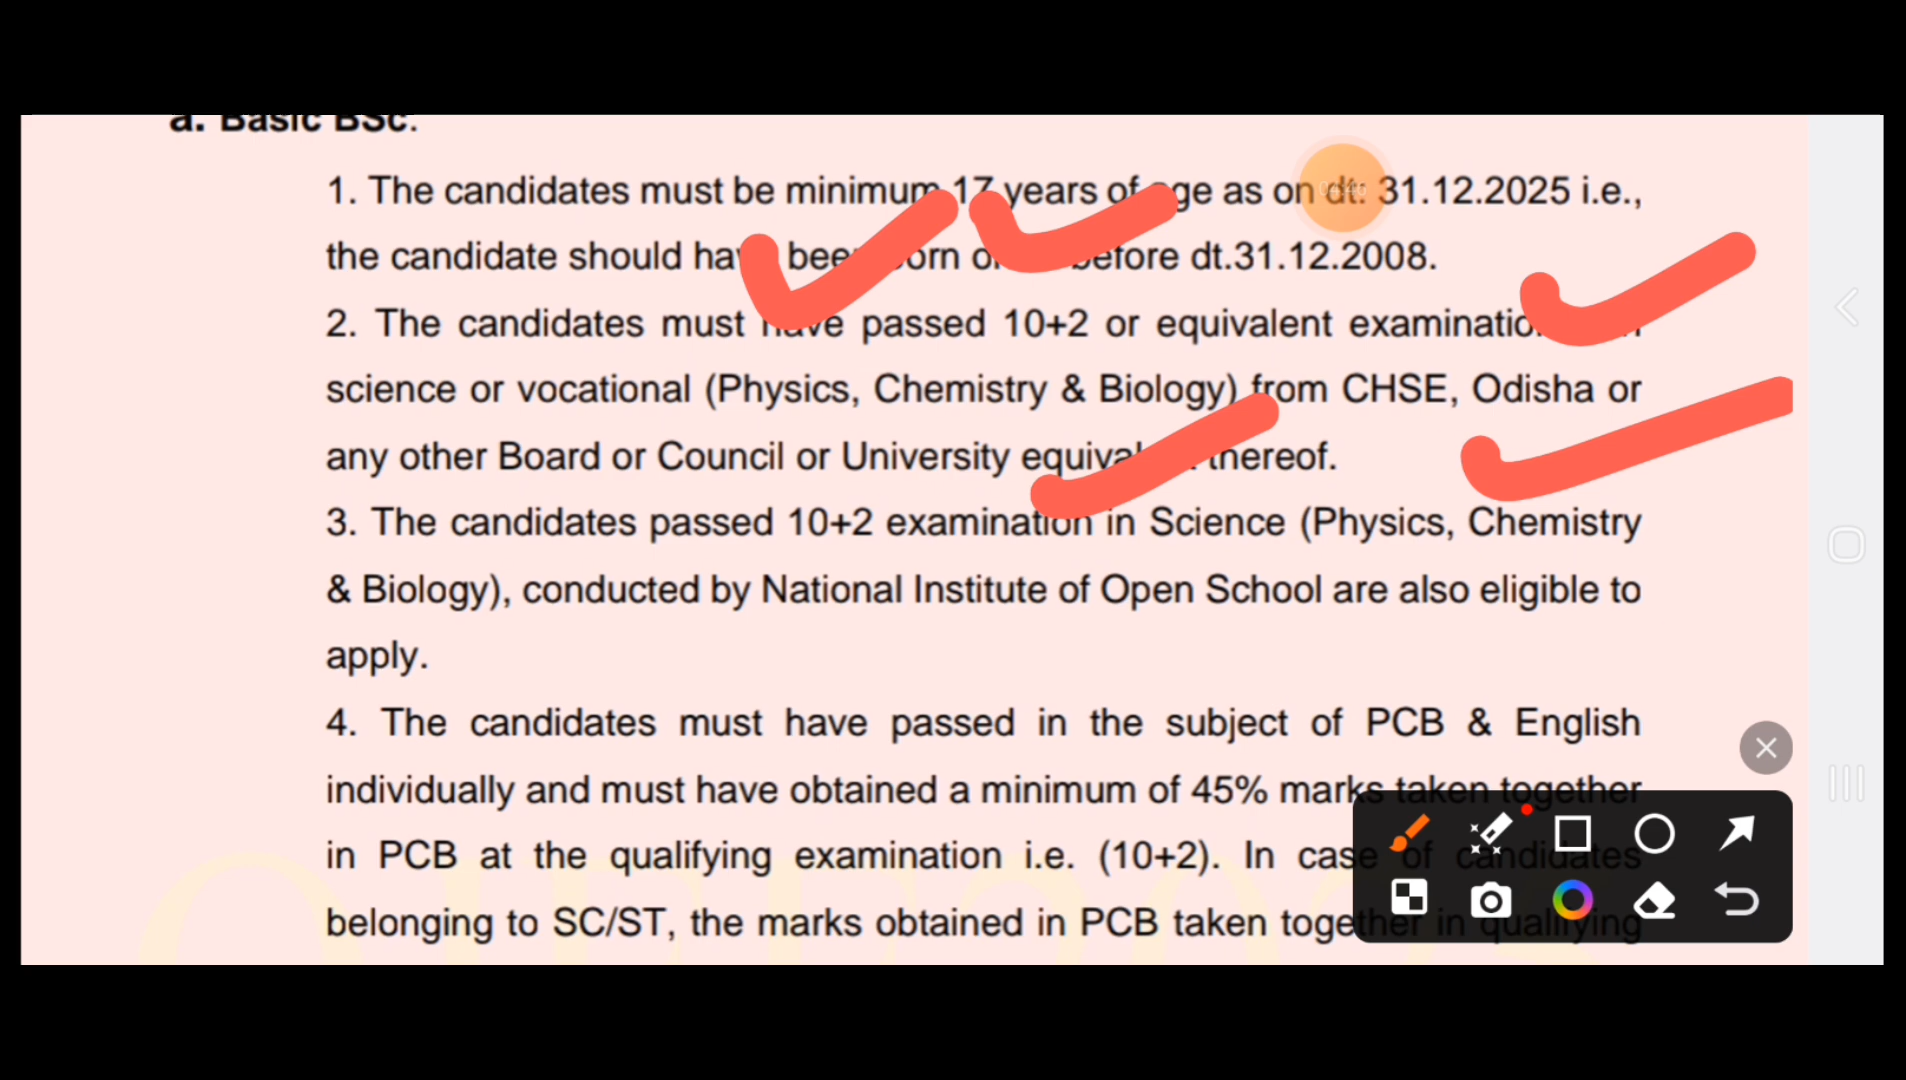 a. Basic BSc.
04:40
1. The candidates must be minimum 17 years of age as on dt: 31.12.2025 i.e.,
the candidate should have been born on before dt.31.12.2008.
2. The candidates must have passed 10+2 or equivalent examination in
science or vocational (Physics, Chemistry & Biology) from CHSE, Odisha or
any other Board or Council or University equivalent thereof.
3. The candidates passed 10+2 examination in Science (Physics, Chemistry
& Biology), conducted by National Institute of Open School are also eligible to
apply.
4. The candidates must have passed in the subject of PCB & English
individually and must have obtained a minimum of 45% marks taken together
in PCB at the qualifying examination i.e. (10+2). In case of candidates
belonging to SC/ST, the marks obtained in PCB taken together in qualifying